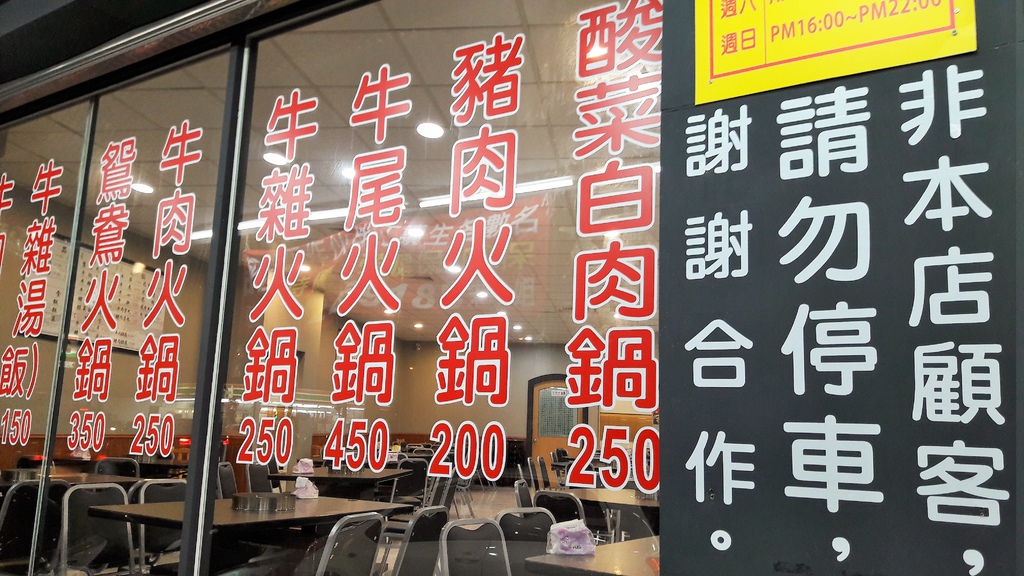 週六
週日 PM16:00~PM22:00
非本店顧客，
請勿停車，
謝謝合作。
酸菜白肉鍋 250
豬肉火鍋 200
牛尾火鍋 450
牛雜火鍋 250
牛肉火鍋 250
鴛鴦火鍋 350
牛雜湯(飯) 150